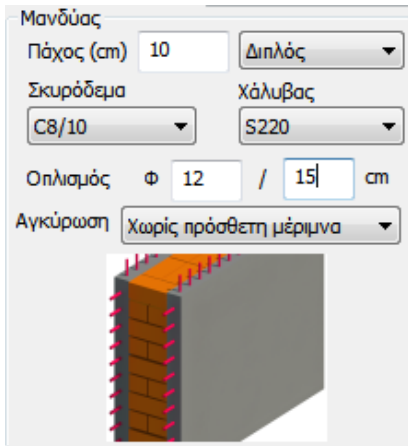 Μανδύας
Πάχος (cm) 10 Διπλός
Σκυρόδεμα Χάλυβας
C8/10 S220
Οπλισμός Φ 12 / 15 cm
Αγκύρωση Χωρίς πρόσθετη μέριμνα